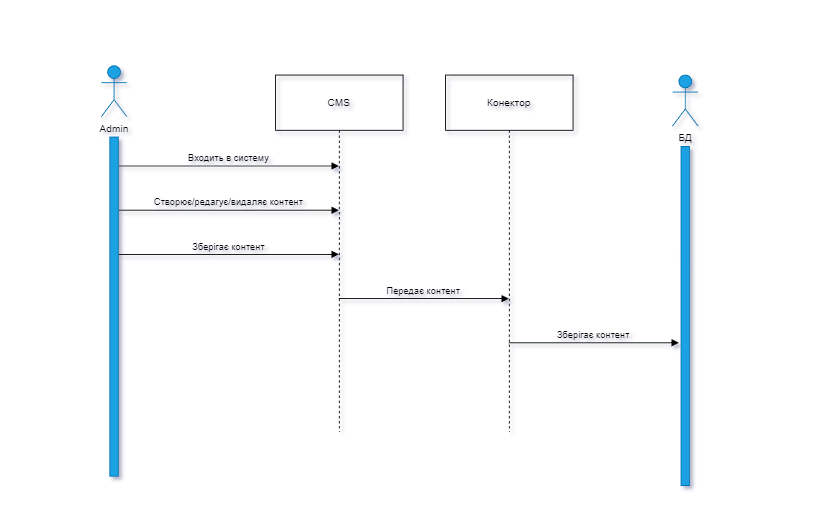 Admin
CMS
Конектор
БД
Входить в систему
Створює/редагує/видаляє контент
Зберігає контент
Передає контент
Зберігає контент